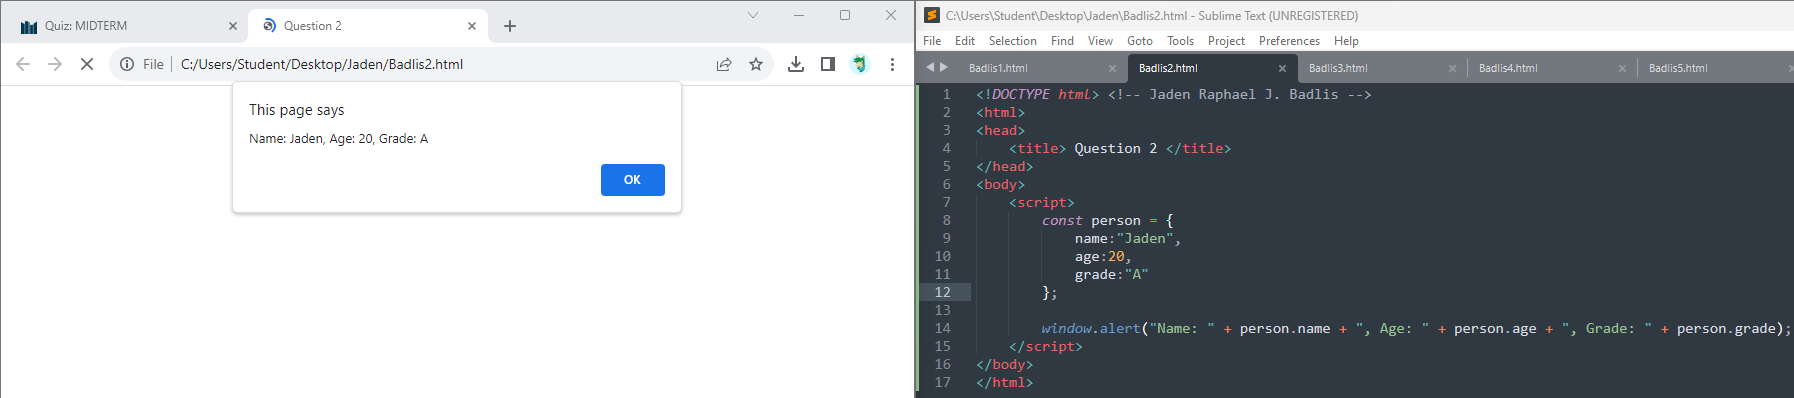 Quiz: MIDTERM
Question 2
File
C:/Users/Student/Desktop/Jaden/Badlis2.html
This page says
Name: Jaden, Age: 20, Grade: A
OK
C:\Users\Student\Desktop\Jaden\Badlis2.html - Sublime Text (UNREGISTERED)
File Edit Selection Find View Goto Tools Project Preferences Help
Badlis1.html Badlis2.html Badlis3.html Badlis4.html Badlis5.html
1 <!DOCTYPE html> <!-- Jaden Raphael J. Badlis -->
2 <html>
3 <head>
4 <title> Question 2 </title>
5 </head>
6 <body>
7 <script>
8 const person = {
9 name:"Jaden",
10 age:20,
11 grade:"A"
12 };
13
14 window.alert("Name: " + person.name + ", Age: " + person.age + ", Grade: " + person.grade);
15 </script>
16 </body>
17 </html>